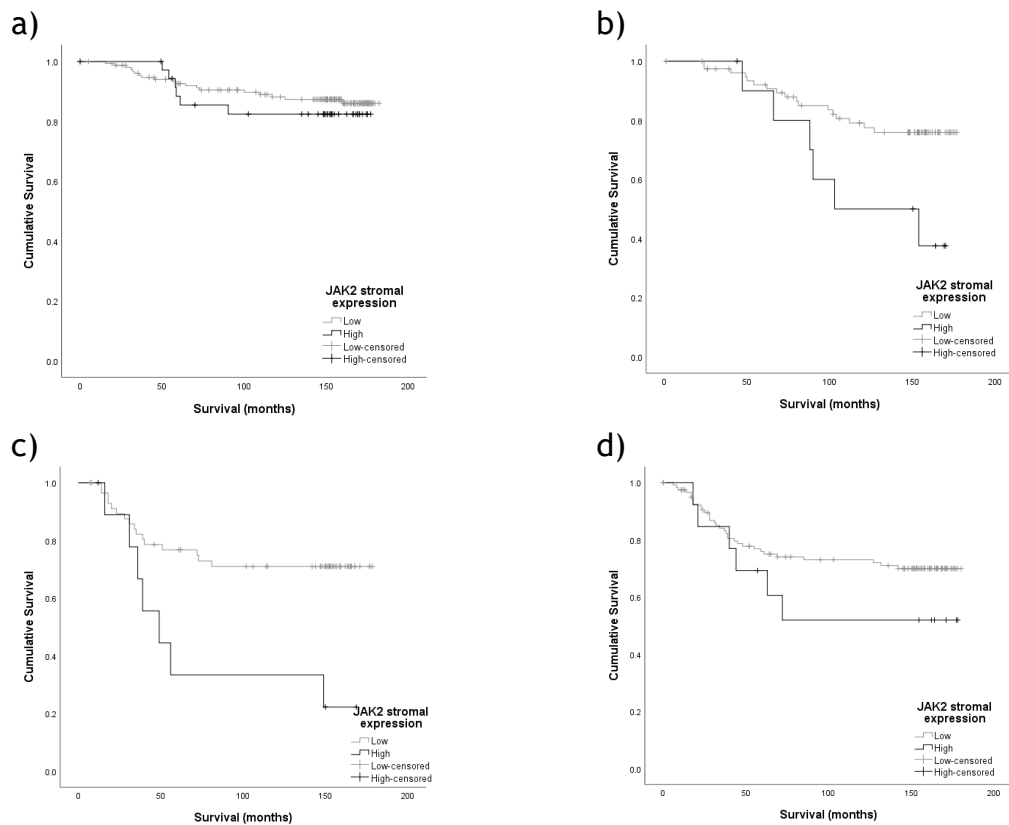 a)
Cumulative Survival
1.0
0.8
0.6
0.4
0.2
0.0
JAK2 stromal
expression
Low
High
Low-censored
High-censored
0 50 100 150 200
Survival (months)
b)
Cumulative Survival
1.0
0.8
0.6
0.4
0.2
0.0
JAK2 stromal
expression
Low
High
Low-censored
High-censored
0 50 100 150 200
Survival (months)
c)
Cumulative Survival
1.0
0.8
0.6
0.4
0.2
0.0
JAK2 stromal
expression
Low
High
Low-censored
High-censored
0 50 100 150 200
Survival (months)
d)
Cumulative Survival
1.0
0.8
0.6
0.4
0.2
0.0
JAK2 stromal
expression
Low
High
Low-censored
High-censored
0 50 100 150 200
Survival (months)